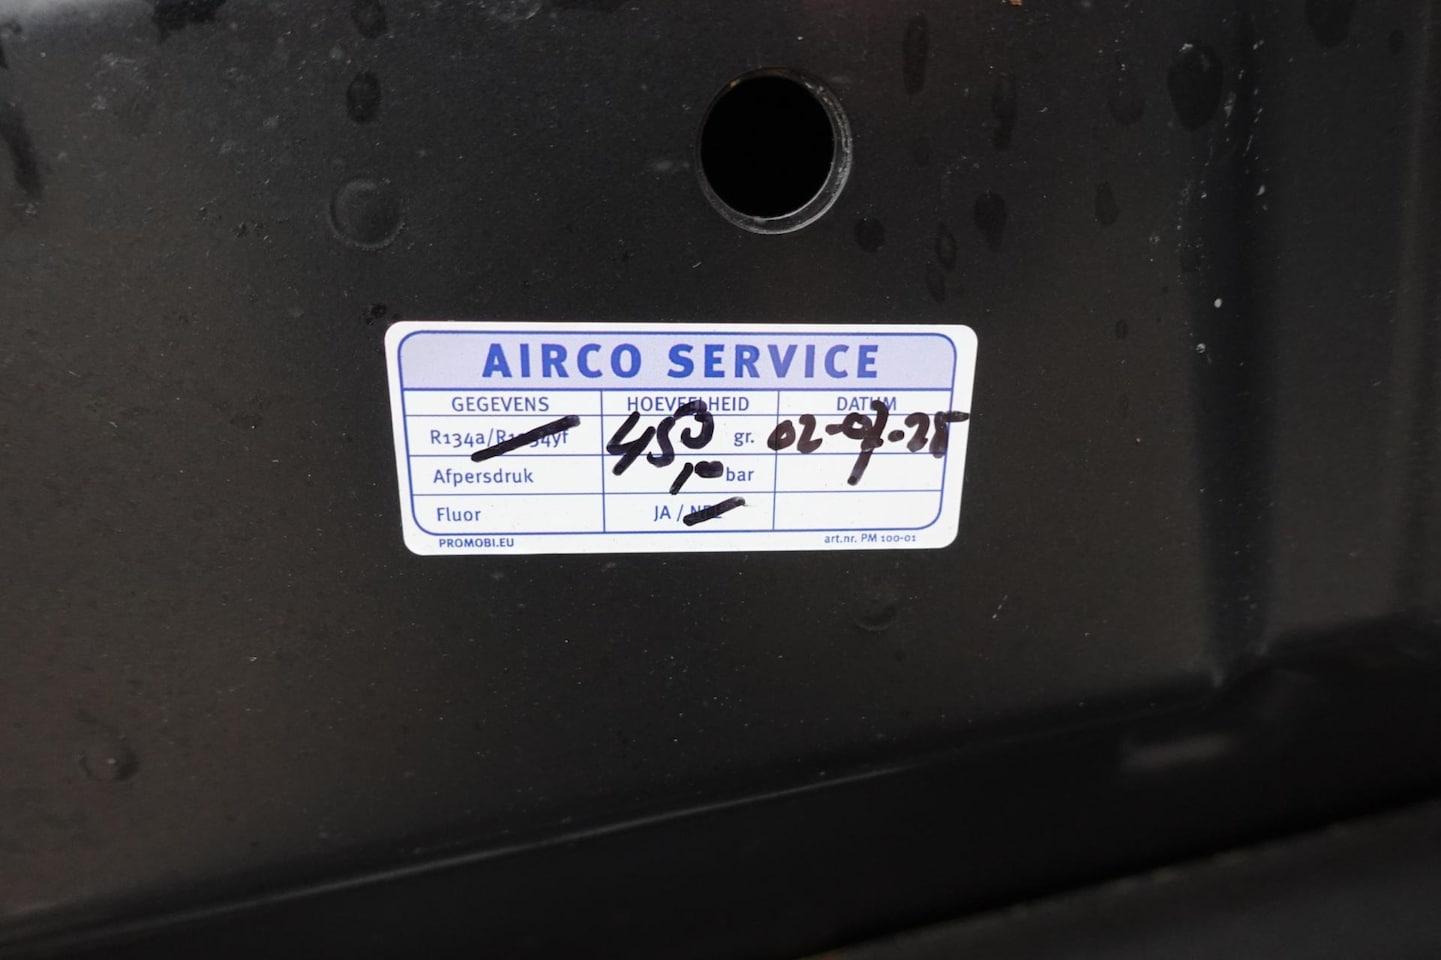 AIRCO SERVICE
GEGEVENS HOEVEELHEID DATUM
R134a/R1234yf 450 gr. 02-07-25
Afpersdruk 10 bar
Fluor JA / NEE
PROMOBI.EU art.nr. PM 100-01